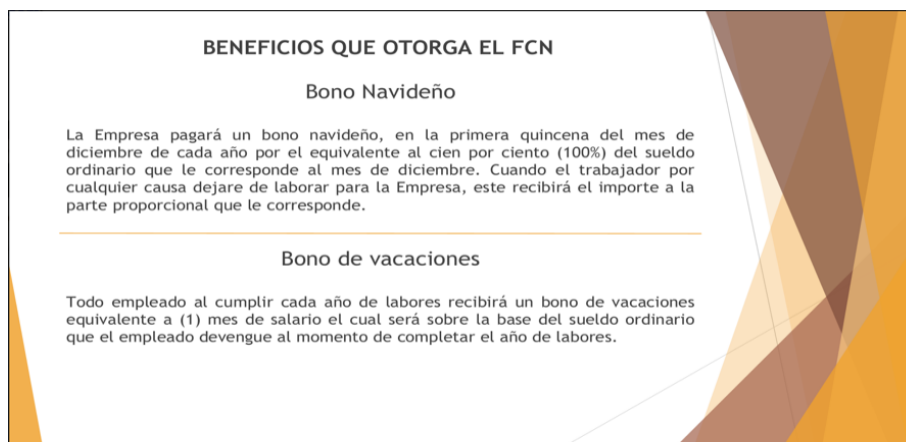 BENEFICIOS QUE OTORGA EL FCN
Bono Navideño
La Empresa pagará un bono navideño, en la primera quincena del mes de
diciembre de cada año por el equivalente al cien por ciento (100%) del sueldo
ordinario que le corresponde al mes de diciembre. Cuando el trabajador por
cualquier causa dejare de laborar para la Empresa, este recibirá el importe a la
parte proporcional que le corresponde.
Bono de vacaciones
Todo empleado al cumplir cada año de labores recibirá un bono de vacaciones
equivalente a (1) mes de salario el cual será sobre la base del sueldo ordinario
que el empleado devengue al momento de completar el año de labores.